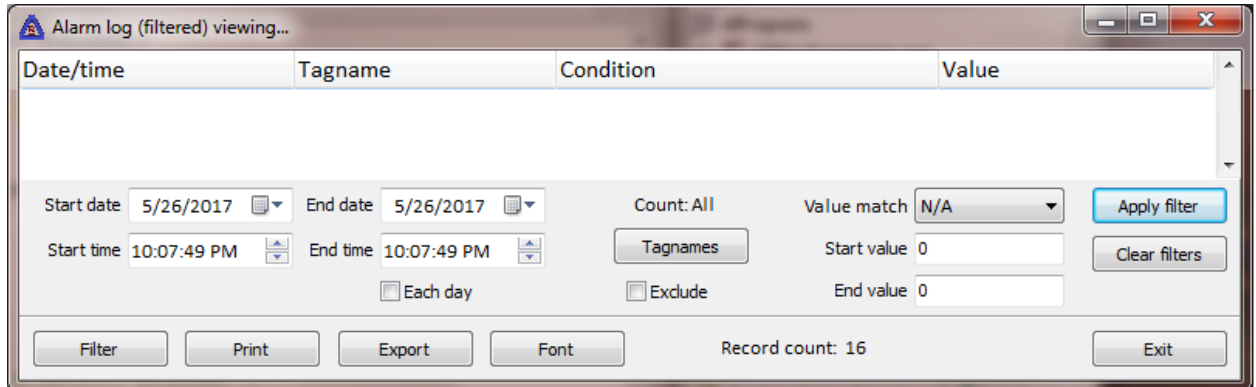 Alarm log (filtered) viewing...
Date/time Tagname Condition Value
Start date 5/26/2017 End date 5/26/2017 Count: All Value match N/A Apply filter
Start time 10:07:49 PM End time 10:07:49 PM Tagnames Start value 0 Clear filters
Each day Exclude End value 0
Filter Print Export Font Record count: 16 Exit